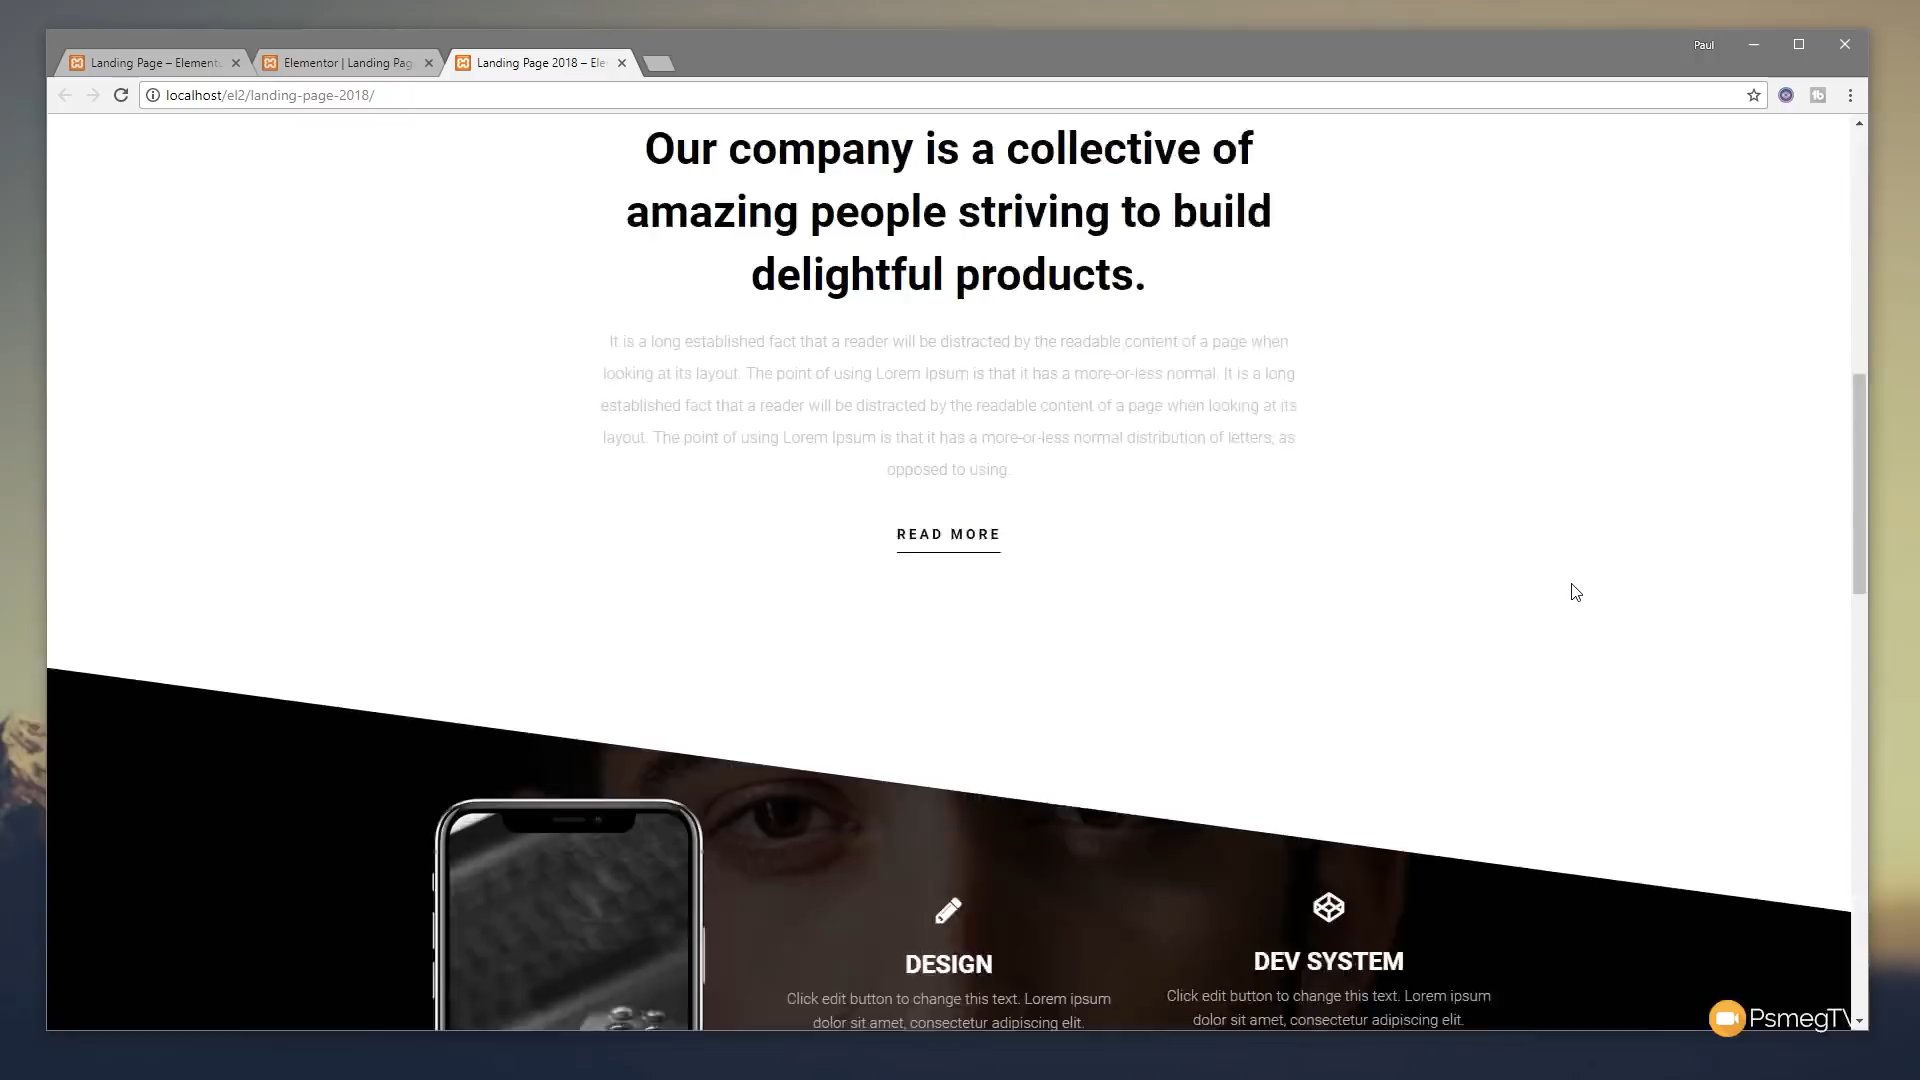 Paul
Landing Page – Element
Elementor | Landing Pag
Landing Page 2018 – Ele
localhost/el2/landing-page-2018/
Our company is a collective of
amazing people striving to build
delightful products.
It is a long established fact that a reader will be distracted by the readable content of a page when
looking at its layout. The point of using Lorem Ipsum is that it has a more-or-less normal. It is a long
established fact that a reader will be distracted by the readable content of a page when looking at its
layout. The point of using Lorem Ipsum is that it has a more-or-less normal distribution of letters, as
opposed to using.
READ MORE
DESIGN
Click edit button to change this text. Lorem ipsum
dolor sit amet, consectetur adipiscing elit.
DEV SYSTEM
Click edit button to change this text. Lorem ipsum
dolor sit amet, consectetur adipiscing elit.
PsmegTV